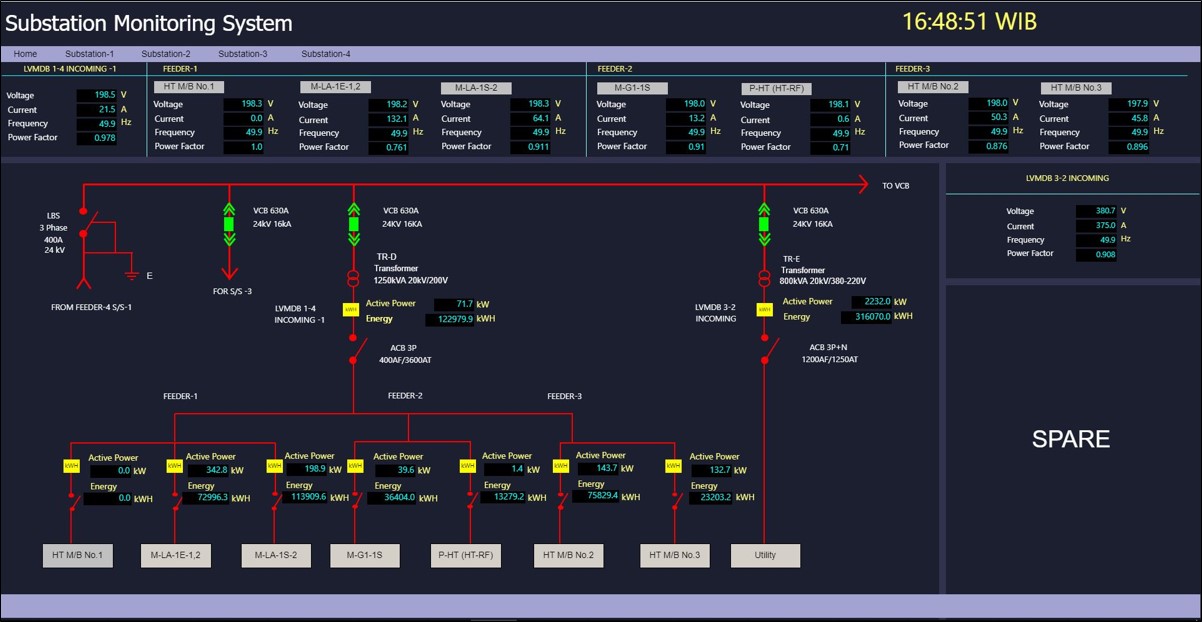 Substation Monitoring System
16:48:51 WIB
Home Substation-1 Substation-2 Substation-3 Substation-4
LVMDB 1-4 INCOMING -1
Voltage 198.5 V
Current 21.5 A
Frequency 49.9 Hz
Power Factor 0.978
FEEDER-1
HT M/B No.1
Voltage 198.3 V
Current 0.0 A
Frequency 49.9 Hz
Power Factor 1.0
M-LA-1E-1,2
Voltage 198.2 V
Current 132.1 A
Frequency 49.9 Hz
Power Factor 0.761
M-LA-1S-2
Voltage 198.3 V
Current 64.1 A
Frequency 49.9 Hz
Power Factor 0.911
FEEDER-2
M-G1-1S
Voltage 198.0 V
Current 13.2 A
Frequency 49.9 Hz
Power Factor 0.91
P-HT (HT-RF)
Voltage 198.1 V
Current 0.6 A
Frequency 49.9 Hz
Power Factor 0.71
FEEDER-3
HT M/B No.2
Voltage 198.0 V
Current 50.3 A
Frequency 49.9 Hz
Power Factor 0.876
HT M/B No.3
Voltage 197.9 V
Current 45.8 A
Frequency 49.9 Hz
Power Factor 0.896
TO VCB
LBS
3 Phase
400A
24 kV
E
FROM FEEDER-4 S/S-1
VCB 630A
24kV 16kA
FOR S/S -3
VCB 630A
24KV 16KA
TR-D
Transformer
1250kVA 20kV/200V
LVMDB 1-4
INCOMING -1
kWH
Active Power 71.7 kW
Energy 122979.9 kWH
ACB 3P
400AF/3600AT
VCB 630A
24KV 16KA
TR-E
Transformer
800kVA 20kV/380-220V
LVMDB 3-2
INCOMING
kWH
Active Power 2232.0 kW
Energy 316070.0 kWH
ACB 3P+N
1200AF/1250AT
FEEDER-1
FEEDER-2
FEEDER-3
kWH
Active Power
0.0 kW
Energy
0.0 kWH
kWH
Active Power
342.8 kW
Energy
72996.3 kWH
kWH
Active Power
198.9 kW
Energy
113909.6 kWH
kWH
Active Power
39.6 kW
Energy
36404.0 kWH
kWH
Active Power
1.4 kW
Energy
13279.2 kWH
kWH
Active Power
143.7 kW
Energy
75829.4 kWH
kWH
Active Power
132.7 kW
Energy
23203.2 kWH
HT M/B No.1
M-LA-1E-1,2
M-LA-1S-2
M-G1-1S
P-HT (HT-RF)
HT M/B No.2
HT M/B No.3
Utility
LVMDB 3-2 INCOMING
Voltage 380.7 V
Current 375.0 A
Frequency 49.9 Hz
Power Factor 0.908
SPARE